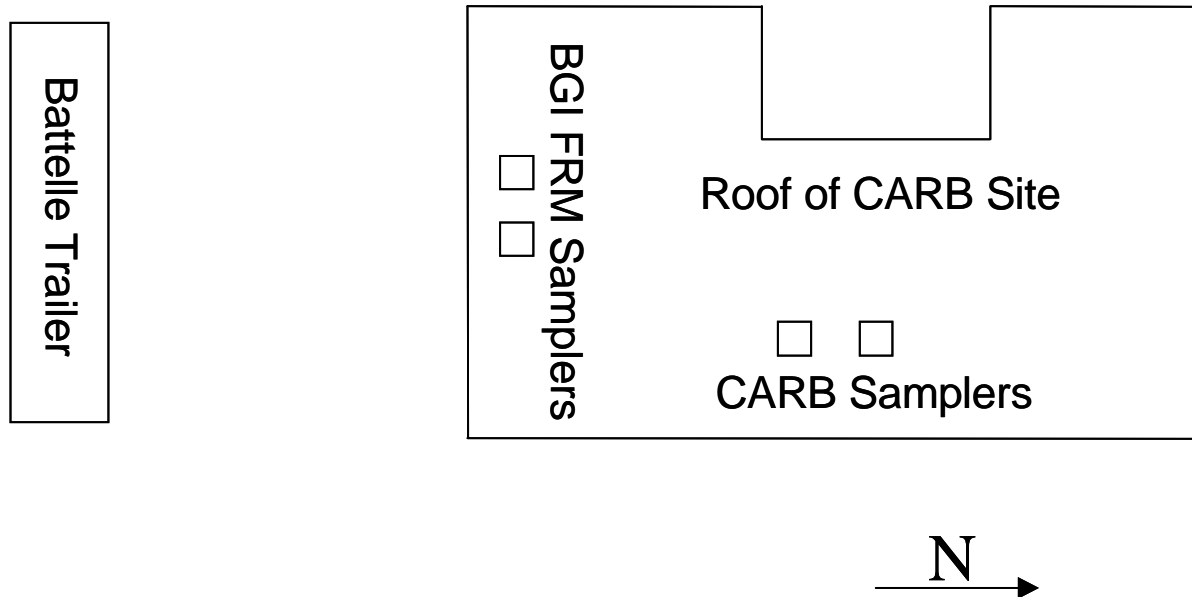 Battelle Trailer
BGI FRM Samplers
Roof of CARB Site
CARB Samplers
N